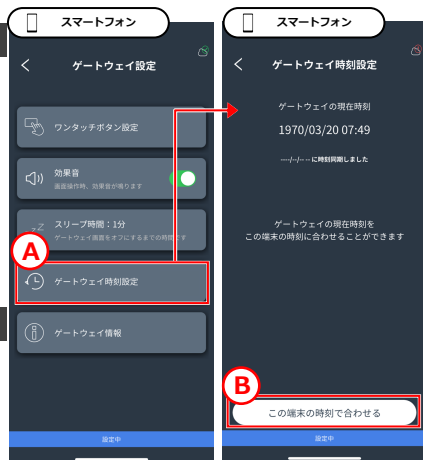 スマートフォン
ゲートウェイ設定
ワンタッチボタン設定
効果音
画面操作時、効果音が鳴ります
スリープ時間：1分
ゲートウェイ画面をオフにするまでの時間です
A
ゲートウェイ時刻設定
ゲートウェイ情報
設定中
スマートフォン
ゲートウェイ時刻設定
ゲートウェイの現在時刻
1970/03/20 07:49
----/--/-- -- に時刻同期しました
ゲートウェイの現在時刻を
この端末の時刻に合わせることができます
B
この端末の時刻で合わせる
設定中